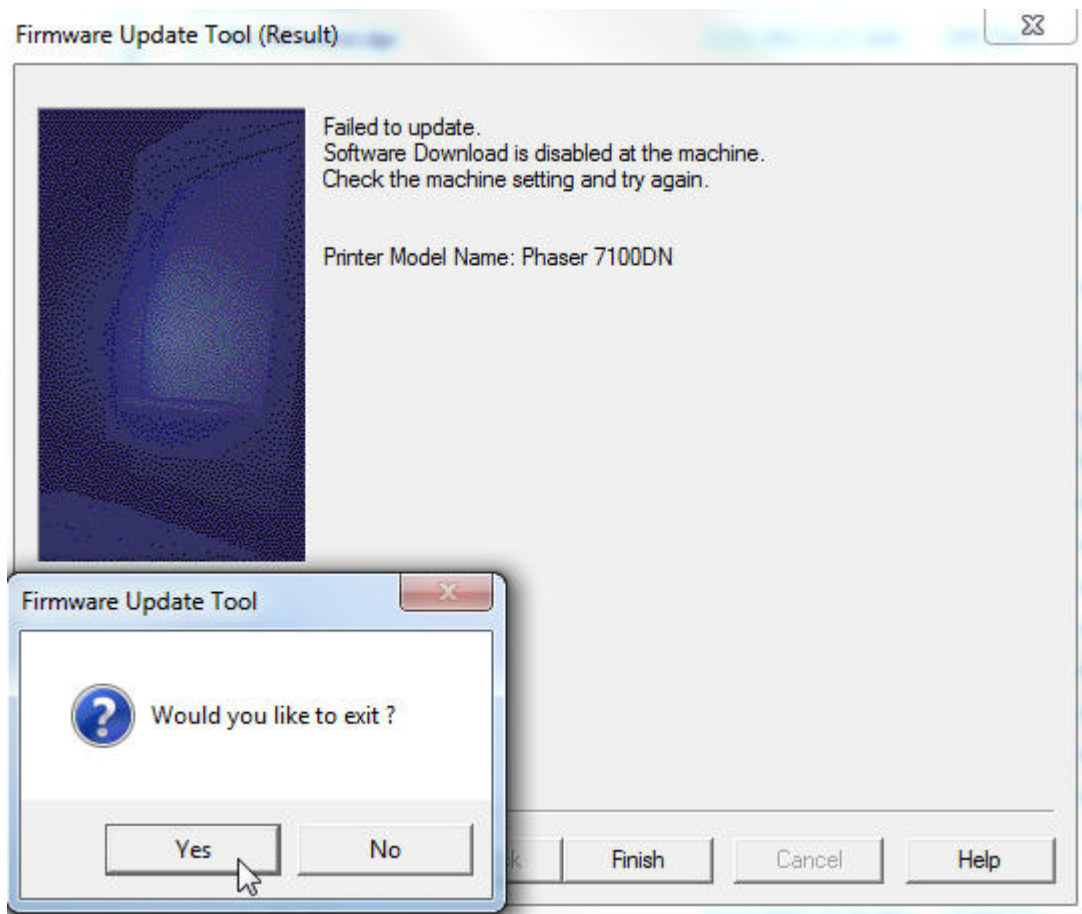 Firmware Update Tool (Result)
Failed to update.
Software Download is disabled at the machine.
Check the machine setting and try again.
Printer Model Name: Phaser 7100DN
Firmware Update Tool
Would you like to exit ?
Yes
No
Finish
Cancel
Help